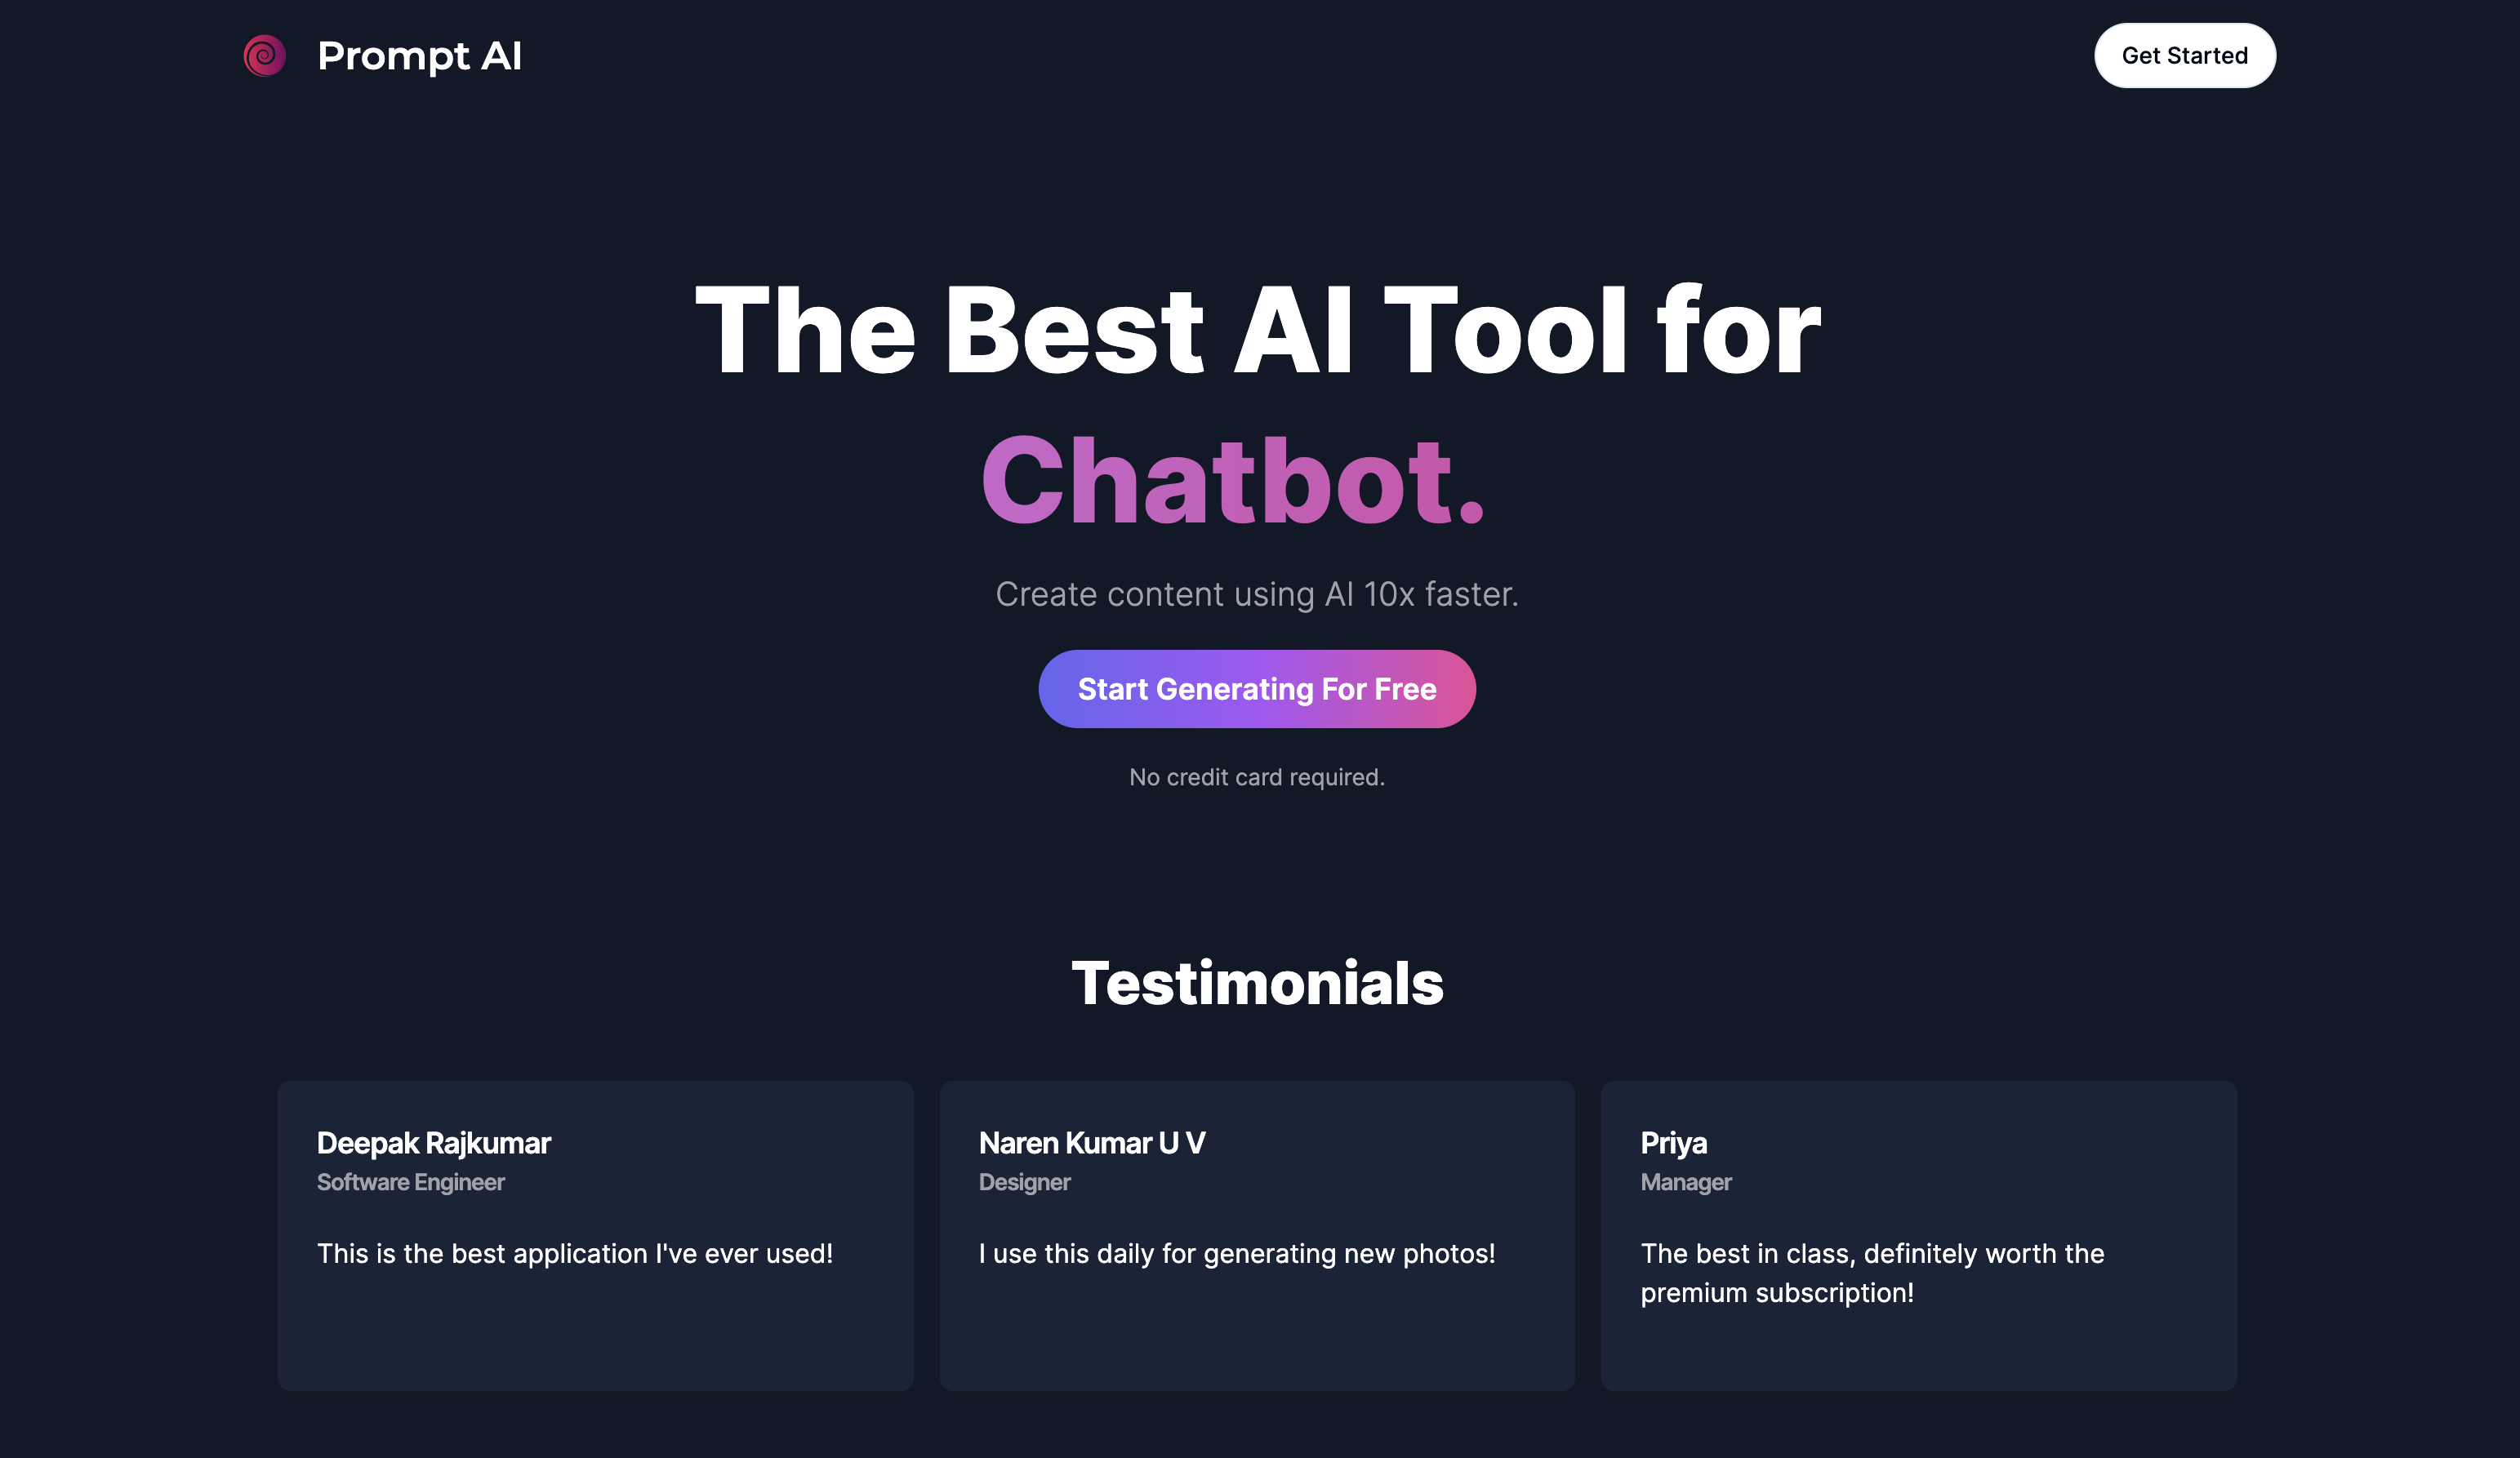 Prompt AI
Get Started
The Best AI Tool for
Chatbot.
Create content using AI 10x faster.
Start Generating For Free
No credit card required.
Testimonials
Deepak Rajkumar
Software Engineer
This is the best application I've ever used!
Naren Kumar U V
Designer
I use this daily for generating new photos!
Priya
Manager
The best in class, definitely worth the
premium subscription!